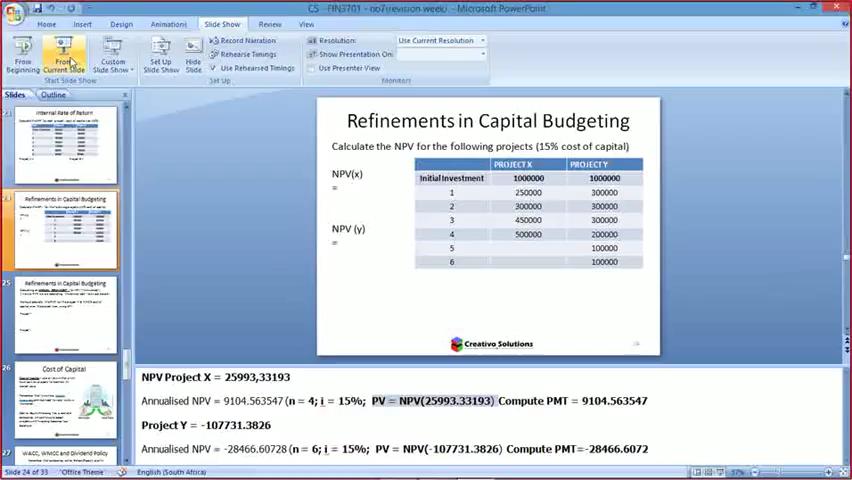 CS - FIN3701 - no7(revision week) - Microsoft PowerPoint
Home Insert Design Animations Slide Show Review View
From Beginning
From Current Slide
Custom Slide Show
Start Slide Show
Set Up Slide Show
Hide Slide
Record Narration
Rehearse Timings
Use Rehearsed Timings
Set Up
Resolution: Use Current Resolution
Show Presentation On:
Use Presenter View
Monitors
Slides Outline
Internal Rate of Return
24
Refinements in Capital Budgeting
25
Refinements in Capital Budgeting
26
Cost of Capital
27
WACC, WMCC and Dividend Policy
Refinements in Capital Budgeting
Calculate the NPV for the following projects (15% cost of capital)
NPV(x)
=
NPV (y)
=
PROJECT X PROJECT Y
Initial Investment 1000000 1000000
1 250000 300000
2 300000 300000
3 450000 300000
4 500000 200000
5 100000
6 100000
Creativo Solutions
24
NPV Project X = 25993,33193
Annualised NPV = 9104.563547 (n = 4; i = 15%; PV = NPV(25993.33193) Compute PMT = 9104.563547
Project Y = -107731.3826
Annualised NPV = -28466.60728 (n = 6; i = 15%; PV = NPV(-107731.3826) Compute PMT=-28466.6072
Slide 24 of 33 "Office Theme" English (South Africa) 57%